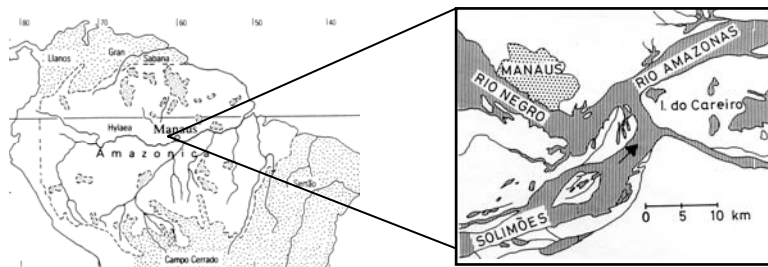 80
70
60
50
40
Llanos
Gran
Sabana
Hylaea
Manaus
Amazonica
Sertão
Campo Cerrado
MANAUS
RIO NEGRO
RIO AMAZONAS
I. do Careiro
SOLIMÕES
0 5 10 km